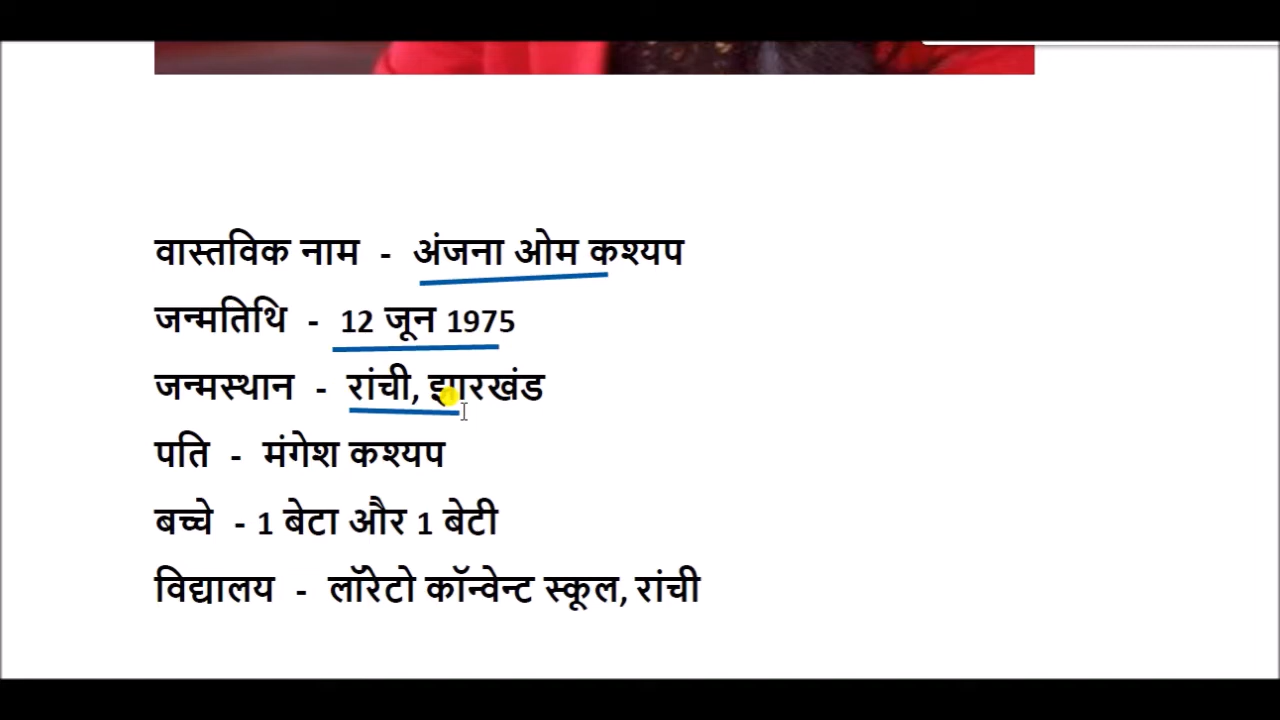 वास्तविक नाम - अंजना ओम कश्यप
जन्मतिथि - 12 जून 1975
जन्मस्थान - रांची, झारखंड
पति - मंगेश कश्यप
बच्चे - 1 बेटा और 1 बेटी
विद्यालय - लॉरेटो कॉन्वेन्ट स्कूल, रांची